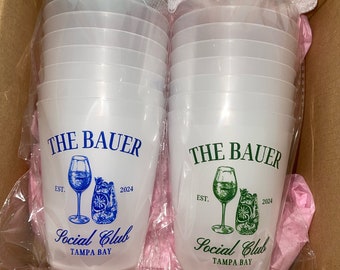 THE BAUER
EST. 2024
Social Club
TAMPA BAY
THE BAUER
EST. 2024
Social Club
TAMPA BAY